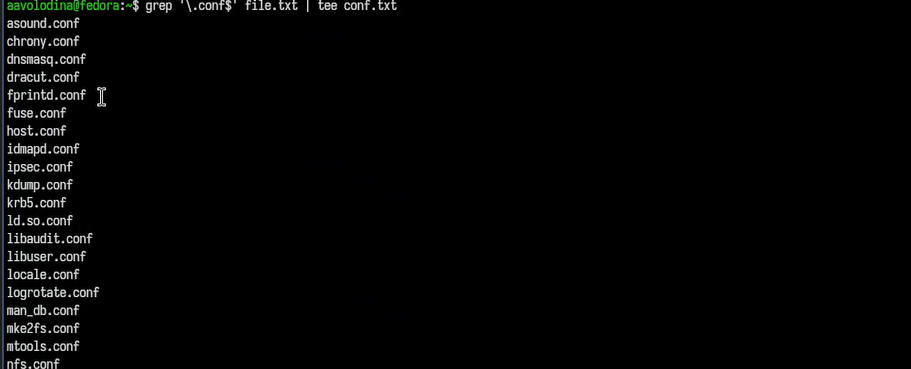 aavolodina@fedora:~$ grep '\.conf$' file.txt | tee conf.txt
asound.conf
chrony.conf
dnsmasq.conf
dracut.conf
fprintd.conf
fuse.conf
host.conf
idmapd.conf
ipsec.conf
kdump.conf
krb5.conf
ld.so.conf
libaudit.conf
libuser.conf
locale.conf
logrotate.conf
man_db.conf
mke2fs.conf
mtools.conf
nfs.conf